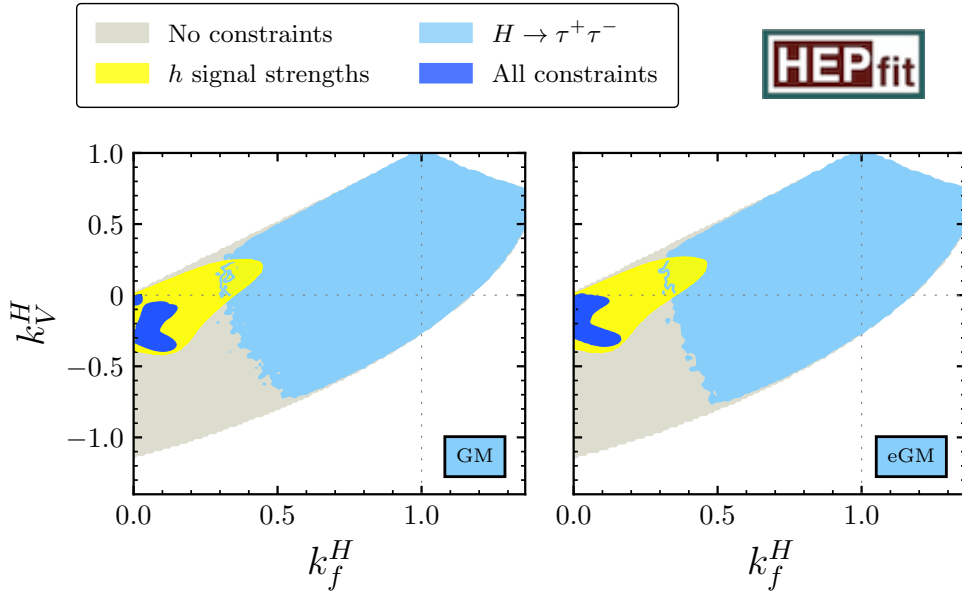 No constraints
h signal strengths
H → τ⁺τ⁻
All constraints
HEPfit
k_V^H
1.0
0.5
0
−0.5
−1.0
GM
0.0 0.5 1.0
k_f^H
eGM
0.0 0.5 1.0
k_f^H